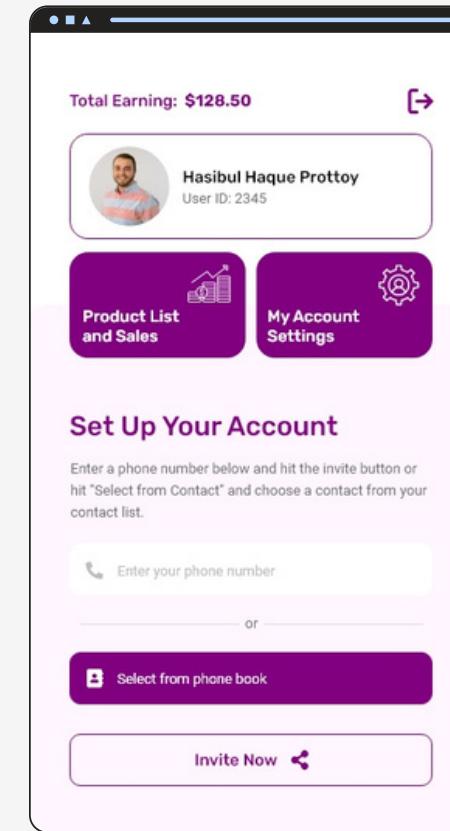 Total Earning: $128.50
Hasibul Haque Prottoy
User ID: 2345
Product List
and Sales
My Account
Settings
Set Up Your Account
Enter a phone number below and hit the invite button or
hit "Select from Contact" and choose a contact from your
contact list.
Enter your phone number
or
Select from phone book
Invite Now